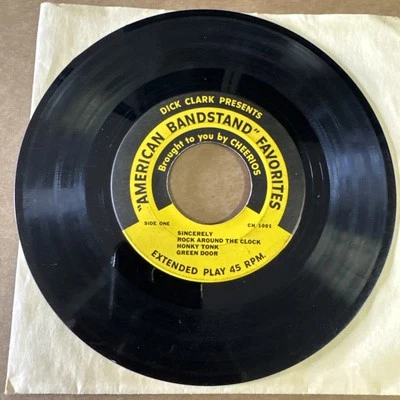 DICK CLARK PRESENTS
"AMERICAN BANDSTAND" FAVORITES
Brought to you by CHEERIOS
SIDE ONE
CH 1001
SINCERELY
ROCK AROUND THE CLOCK
HONKY TONK
GREEN DOOR
EXTENDED PLAY 45 RPM.